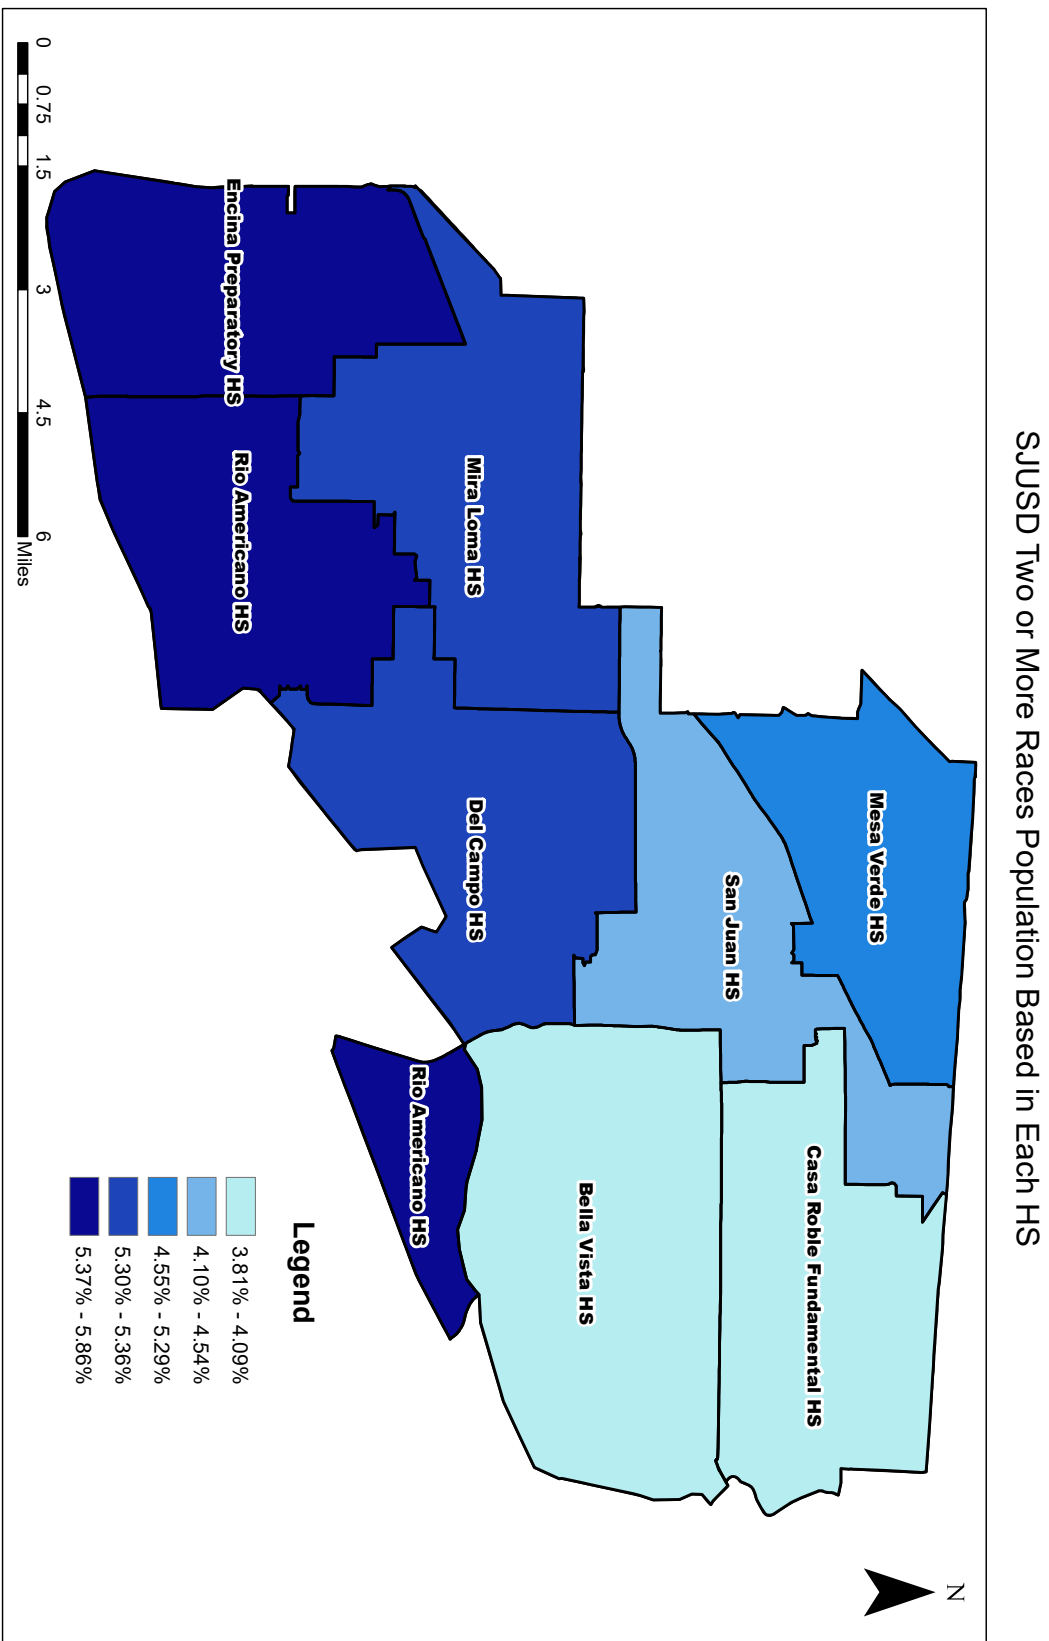 SJUSD Two or More Races Population Based in Each HS
N
Mesa Verde HS
San Juan HS
Casa Roble Fundamental HS
Mira Loma HS
Del Campo HS
Bella Vista HS
Encina Preparatory HS
Rio Americano HS
Rio Americano HS
Legend
3.81% - 4.09%
4.10% - 4.54%
4.55% - 5.29%
5.30% - 5.36%
5.37% - 5.86%
0 0.75 1.5 3 4.5 6
Miles